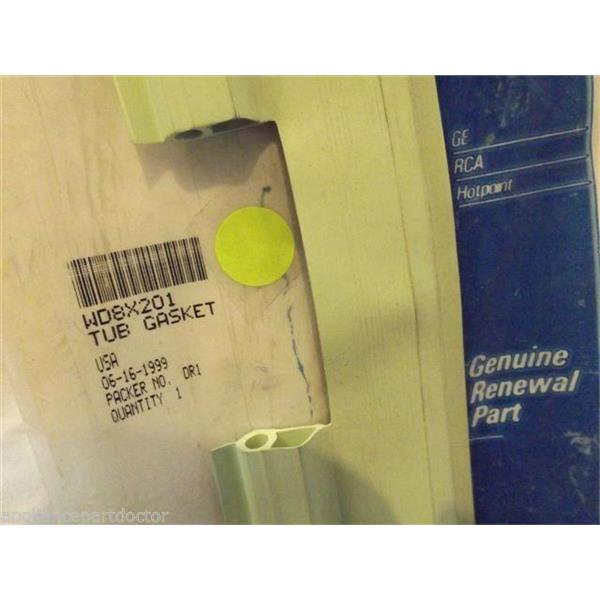 GE
RCA
Hotpoint
WD8X201
TUB GASKET
USA
06-16-1999
PACKER NO. DR1
QUANTITY 1
Genuine
Renewal
Part
appliancepartdoctor